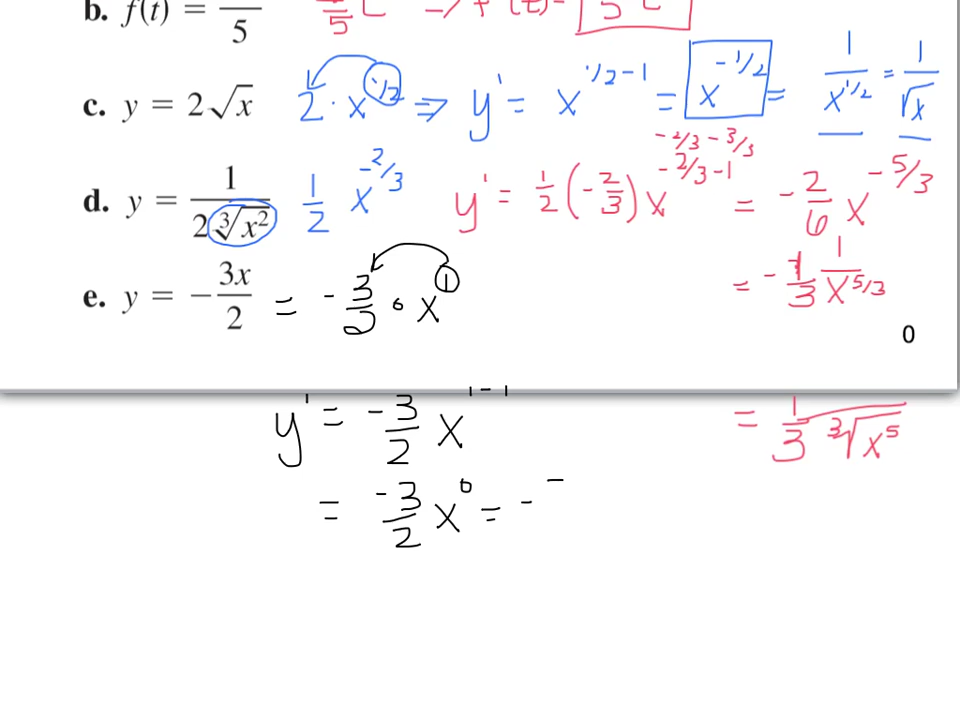 b. f(t) = / 5
c. y = 2√x 2 · x^1/2 ⇒ y' = x^1/2-1 = x^-1/2 = 1/x^1/2 = 1/√x
-2/3 - 3/3
d. y = 1/(2∛x²) 1/2 x^-2/3 y' = 1/2 (-2/3) x^-2/3-1 = -2/6 x^-5/3
e. y = -3x/2 = -3/2 · x^1 = -1/3 1/x^5/3
0
y' = -3/2 x^1-1 = 1/(3 ∛x^5)
= -3/2 x^0 = -